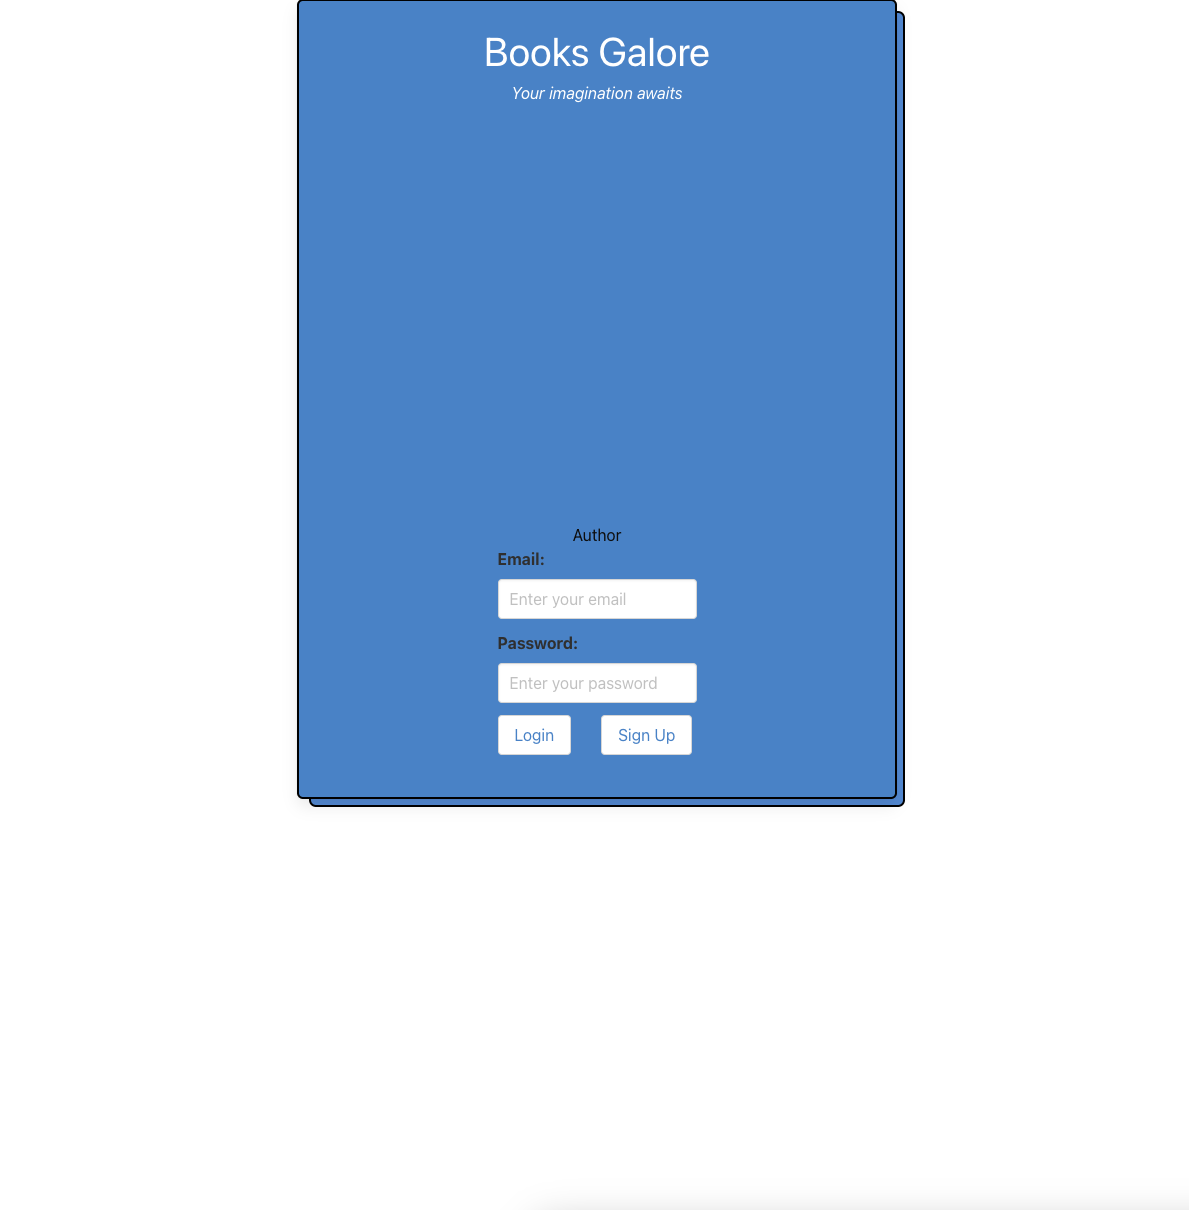 Books Galore
Your imagination awaits
Author
Email:
Enter your email
Password:
Enter your password
Login Sign Up